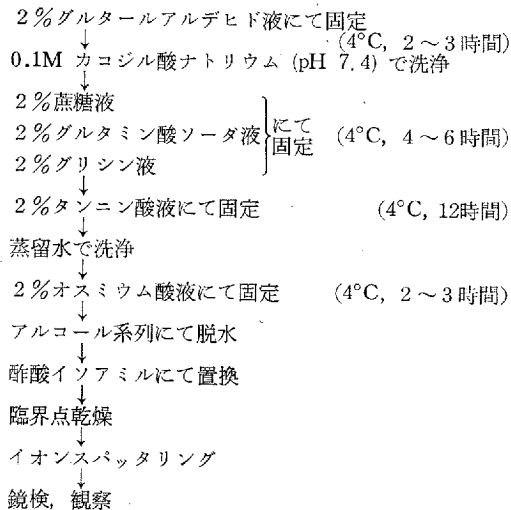 2%グルタールアルデヒド液にて固定
(4°C, 2～3時間)
↓
0.1M カコジル酸ナトリウム (pH 7.4) で洗浄
↓
2%蔗糖液
2%グルタミン酸ソーダ液}にて固定 (4°C, 4～6時間)
2%グリシン液
↓
2%タンニン酸液にて固定 (4°C, 12時間)
↓
蒸留水で洗浄
↓
2%オスミウム酸液にて固定 (4°C, 2～3時間)
↓
アルコール系列にて脱水
↓
酢酸イソアミルにて置換
↓
臨界点乾燥
↓
イオンスパッタリング
↓
鏡検, 観察